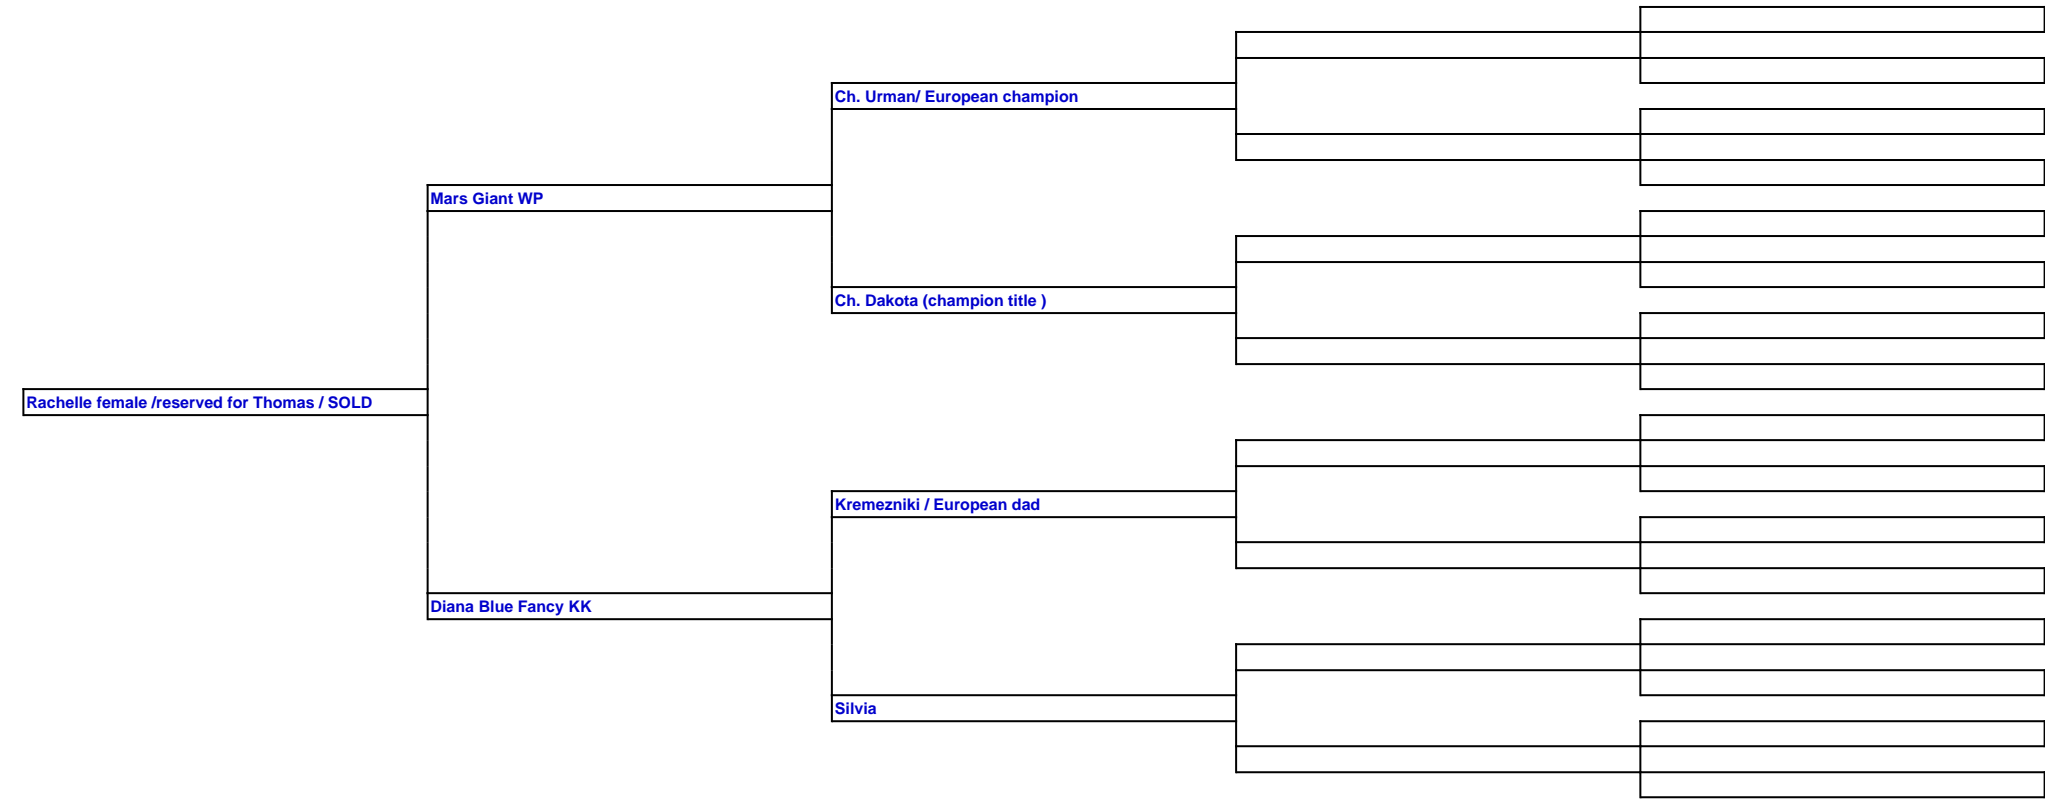 Ch. Urman/ European champion
Mars Giant WP
Ch. Dakota (champion title )
Rachelle female /reserved for Thomas / SOLD
Kremezniki / European dad
Diana Blue Fancy KK
Silvia